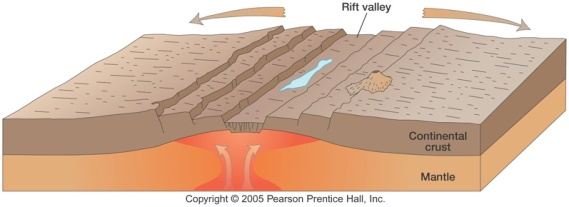 Rift valley
Continental
crust
Mantle
Copyright © 2005 Pearson Prentice Hall, Inc.